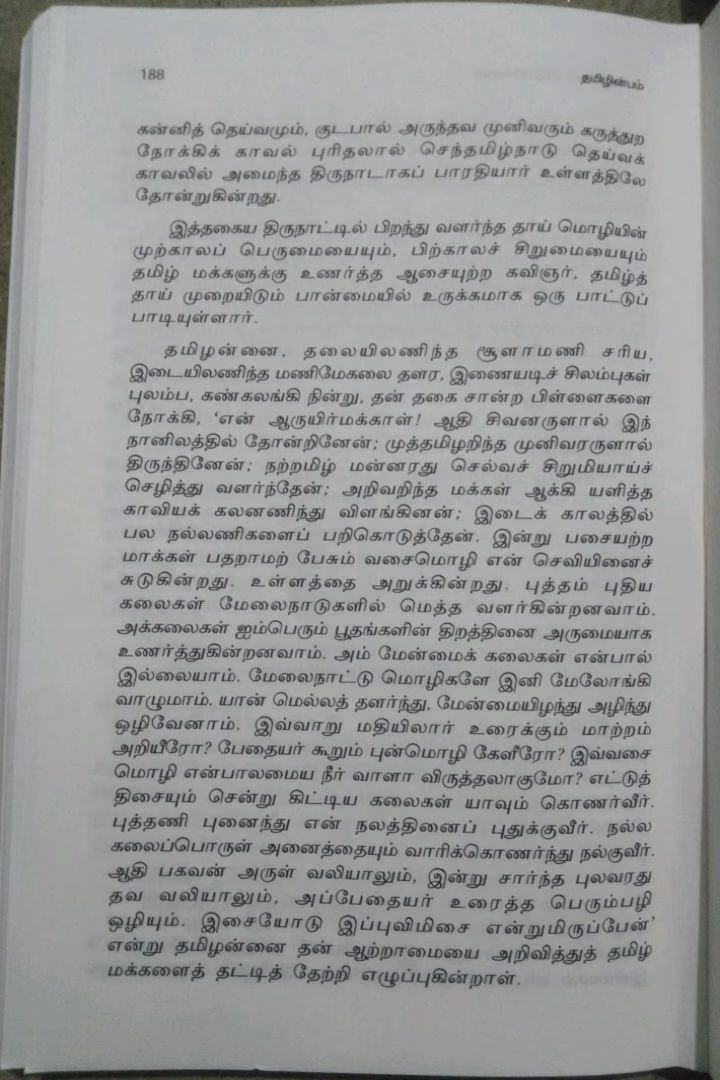 188
தமிழின்பம்
கன்னித் தெய்வமும், குடபால் அருந்தவ முனிவரும் கருத்துற
நோக்கிக் காவல் புரிதலால் செந்தமிழ்நாடு தெய்வக்
காவலில் அமைந்த திருநாடாகப் பாரதியார் உள்ளத்திலே
தோன்றுகின்றது.
இத்தகைய திருநாட்டில் பிறந்து வளர்ந்த தாய் மொழியின்
முற்காலப் பெருமையையும், பிற்காலச் சிறுமையையும்
தமிழ் மக்களுக்கு உணர்த்த ஆசையுற்ற கவிஞர், தமிழ்த்
தாய் முறையிடும் பான்மையில் உருக்கமாக ஒரு பாட்டுப்
பாடியுள்ளார்.
தமிழன்னை, தலையிலணிந்த சூளாமணி சரிய,
இடையிலணிந்த மணிமேகலை தளர, இணையடிச் சிலம்புகள்
புலம்ப, கண்கலங்கி நின்று, தன் தகை சான்ற பிள்ளைகளை
நோக்கி, ‘என் ஆருயிர்மக்காள்! ஆதி சிவனருளால் இந்
நானிலத்தில் தோன்றினேன்; முத்தமிழறிந்த முனிவரருளால்
திருந்தினேன்; நற்றமிழ் மன்னரது செல்வச் சிறுமியாய்ச்
செழித்து வளர்ந்தேன்; அறிவறிந்த மக்கள் ஆக்கி யளித்த
காவியக் கலனணிந்து விளங்கினன்; இடைக் காலத்தில்
பல நல்லணிகளைப் பறிகொடுத்தேன். இன்று பசையற்ற
மாக்கள் பதறாமற் பேசும் வசைமொழி என் செவியினைச்
சுடுகின்றது. உள்ளத்தை அறுக்கின்றது. புத்தம் புதிய
கலைகள் மேலைநாடுகளில் மெத்த வளர்கின்றனவாம்.
அக்கலைகள் ஐம்பெரும் பூதங்களின் திறத்தினை அருமையாக
உணர்த்துகின்றனவாம். அம் மேன்மைக் கலைகள் என்பால்
இல்லையாம். மேலைநாட்டு மொழிகளே இனி மேலோங்கி
வாழுமாம். யான் மெல்லத் தளர்ந்து, மேன்மையிழந்து அழிந்து
ஒழிவேனாம். இவ்வாறு மதியிலார் உரைக்கும் மாற்றம்
அறியீரோ? பேதையர் கூறும் புன்மொழி கேளீரோ? இவ்வசை
மொழி என்பாலமைய நீர் வாளா விருத்தலாகுமோ? எட்டுத்
திசையும் சென்று கிட்டிய கலைகள் யாவும் கொணர்வீர்.
புத்தணி புனைந்து என் நலத்தினைப் புதுக்குவீர். நல்ல
கலைப்பொருள் அனைத்தையும் வாரிக்கொணர்ந்து நல்குவீர்.
ஆதி பகவன் அருள் வலியாலும், இன்று சார்ந்த புலவரது
தவ வலியாலும், அப்பேதையர் உரைத்த பெரும்பழி
ஒழியும். இசையோடு இப்புவிமிசை என்றுமிருப்பேன்’
என்று தமிழன்னை தன் ஆற்றாமையை அறிவித்துத் தமிழ்
மக்களைத் தட்டித் தேற்றி எழுப்புகின்றாள்.